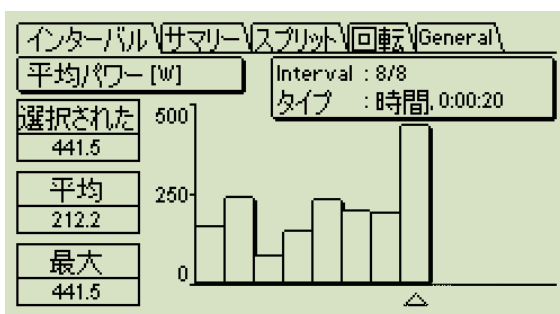 インターバル サマリー スプリット 回転 General
平均パワー [W]
Interval : 8/8
タイプ : 時間, 0:00:20
選択された
441.5
平均
212.2
最大
441.5
500
250
0